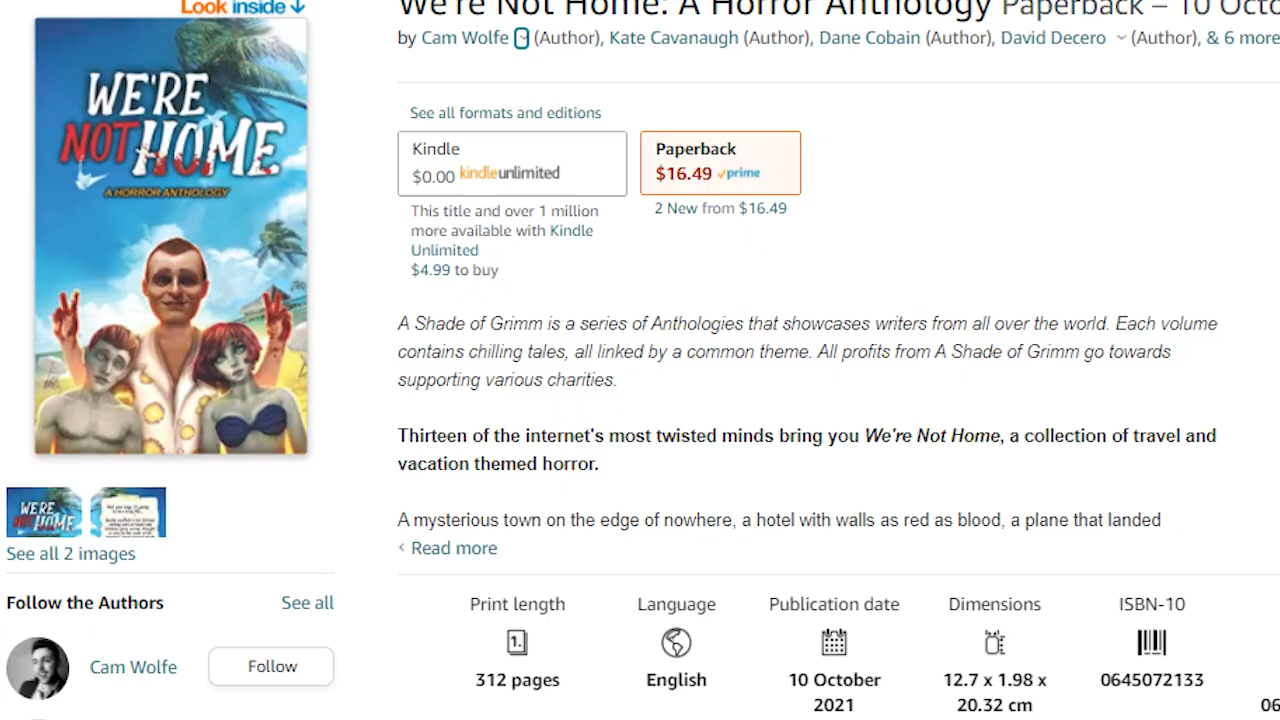 Look inside
We're Not Home: A Horror Anthology Paperback – 10 Octo
by Cam Wolfe (Author), Kate Cavanaugh (Author), Dane Cobain (Author), David Decero (Author), & 6 more
WE'RE
NOT HOME
A HORROR ANTHOLOGY
See all formats and editions
Kindle
$0.00 kindleunlimited
This title and over 1 million
more available with Kindle
Unlimited
$4.99 to buy
Paperback
$16.49 prime
2 New from $16.49
A Shade of Grimm is a series of Anthologies that showcases writers from all over the world. Each volume
contains chilling tales, all linked by a common theme. All profits from A Shade of Grimm go towards
supporting various charities.
Thirteen of the internet's most twisted minds bring you We're Not Home, a collection of travel and
vacation themed horror.
A mysterious town on the edge of nowhere, a hotel with walls as red as blood, a plane that landed
Read more
WE'RE
NOT HOME
See all 2 images
Follow the Authors
See all
Cam Wolfe
Follow
Print length
1.
312 pages
Language
English
Publication date
10 October
2021
Dimensions
12.7 x 1.98 x
20.32 cm
ISBN-10
0645072133
06